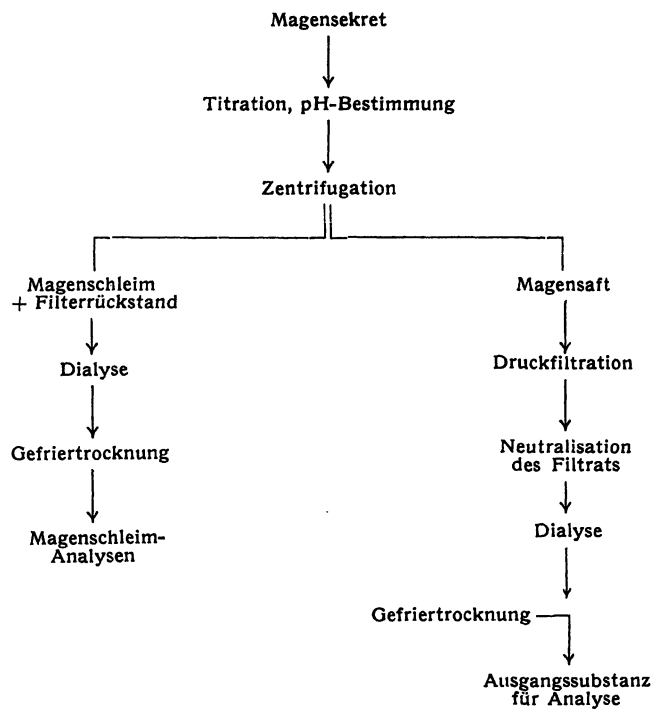 Magensekret
Titration, pH-Bestimmung
Zentrifugation
Magenschleim
+ Filterrückstand
Dialyse
Gefriertrocknung
Magenschleim-
Analysen
Magensaft
Druckfiltration
Neutralisation
des Filtrats
Dialyse
Gefriertrocknung
Ausgangssubstanz
für Analyse